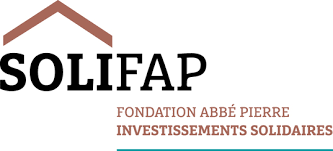 SOLIFAP
FONDATION ABBÉ PIERRE
INVESTISSEMENTS SOLIDAIRES